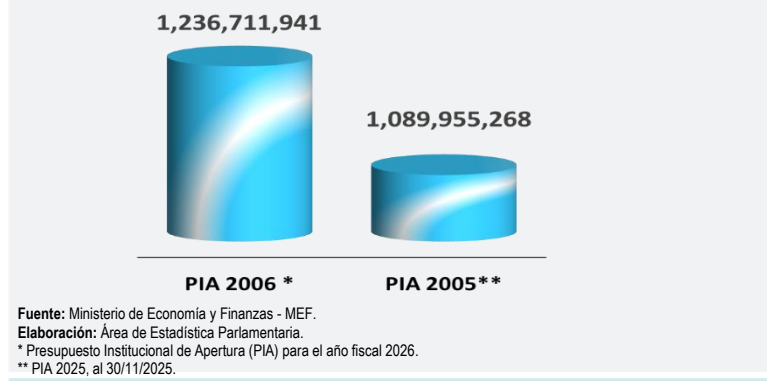 1,236,711,941
1,089,955,268
PIA 2006 *
PIA 2005**
Fuente: Ministerio de Economía y Finanzas - MEF.
Elaboración: Área de Estadística Parlamentaria.
* Presupuesto Institucional de Apertura (PIA) para el año fiscal 2026.
** PIA 2025, al 30/11/2025.